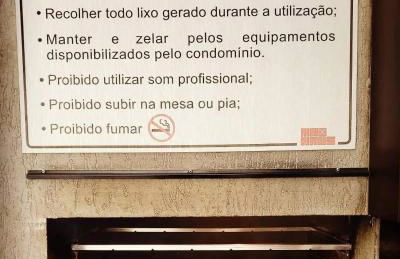 • Recolher todo lixo gerado durante a utilização;
• Manter e zelar pelos equipamentos
disponibilizados pelo condomínio.
• Proibido utilizar som profissional;
• Proibido subir na mesa ou pia;
• Proibido fumar